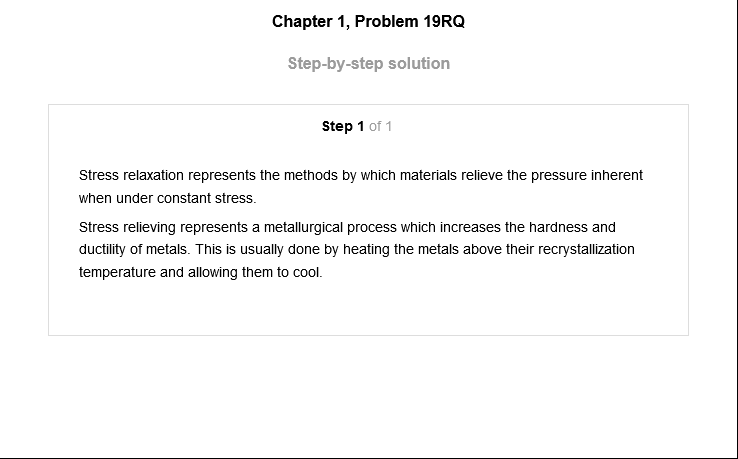 Chapter 1, Problem 19RQ
Step-by-step solution
Step 1 of 1
Stress relaxation represents the methods by which materials relieve the pressure inherent
when under constant stress.
Stress relieving represents a metallurgical process which increases the hardness and
ductility of metals. This is usually done by heating the metals above their recrystallization
temperature and allowing them to cool.